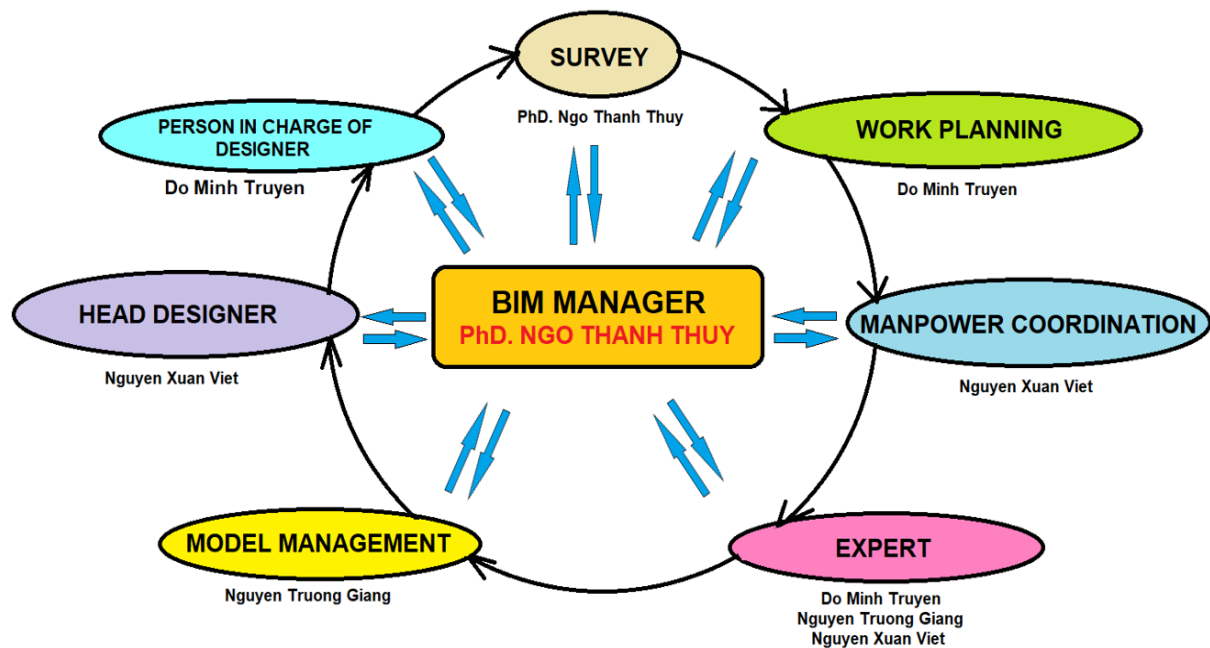 SURVEY
PhD. Ngo Thanh Thuy
PERSON IN CHARGE OF
DESIGNER
Do Minh Truyen
WORK PLANNING
Do Minh Truyen
BIM MANAGER
PhD. NGO THANH THUY
HEAD DESIGNER
Nguyen Xuan Viet
MANPOWER COORDINATION
Nguyen Xuan Viet
MODEL MANAGEMENT
Nguyen Truong Giang
EXPERT
Do Minh Truyen
Nguyen Truong Giang
Nguyen Xuan Viet